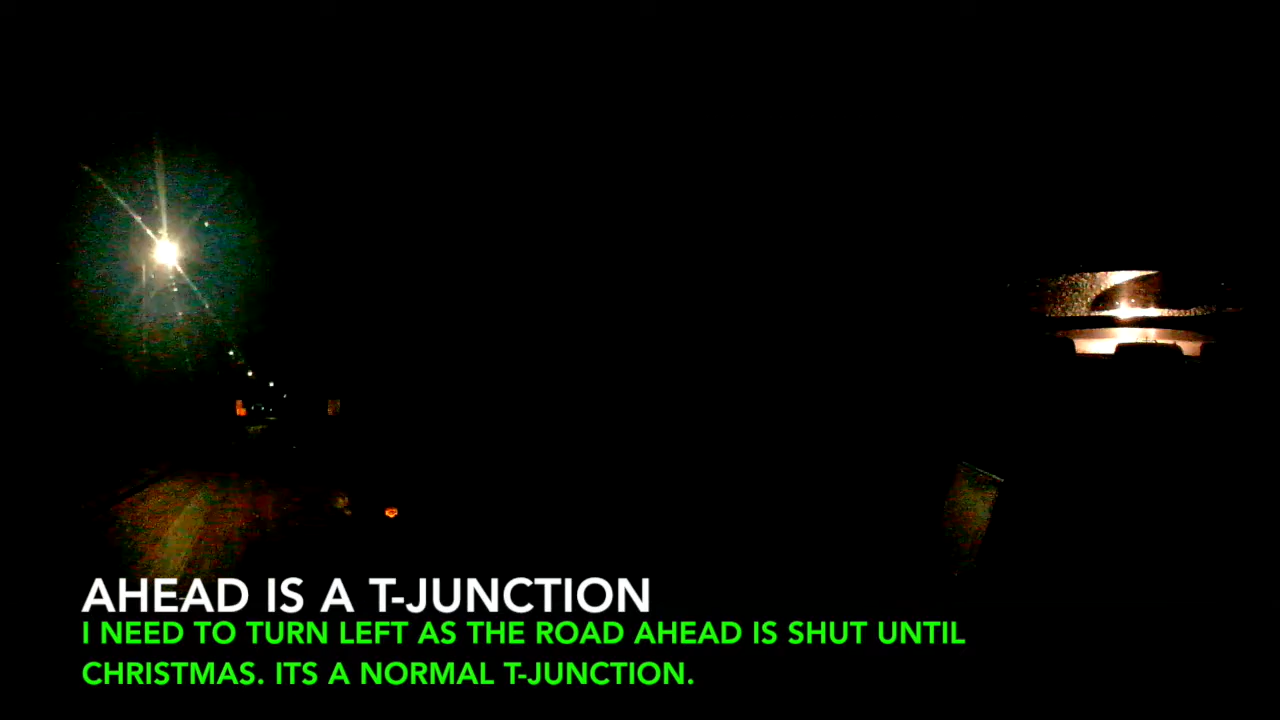 AHEAD IS A T-JUNCTION
I NEED TO TURN LEFT AS THE ROAD AHEAD IS SHUT UNTIL
CHRISTMAS. ITS A NORMAL T-JUNCTION.